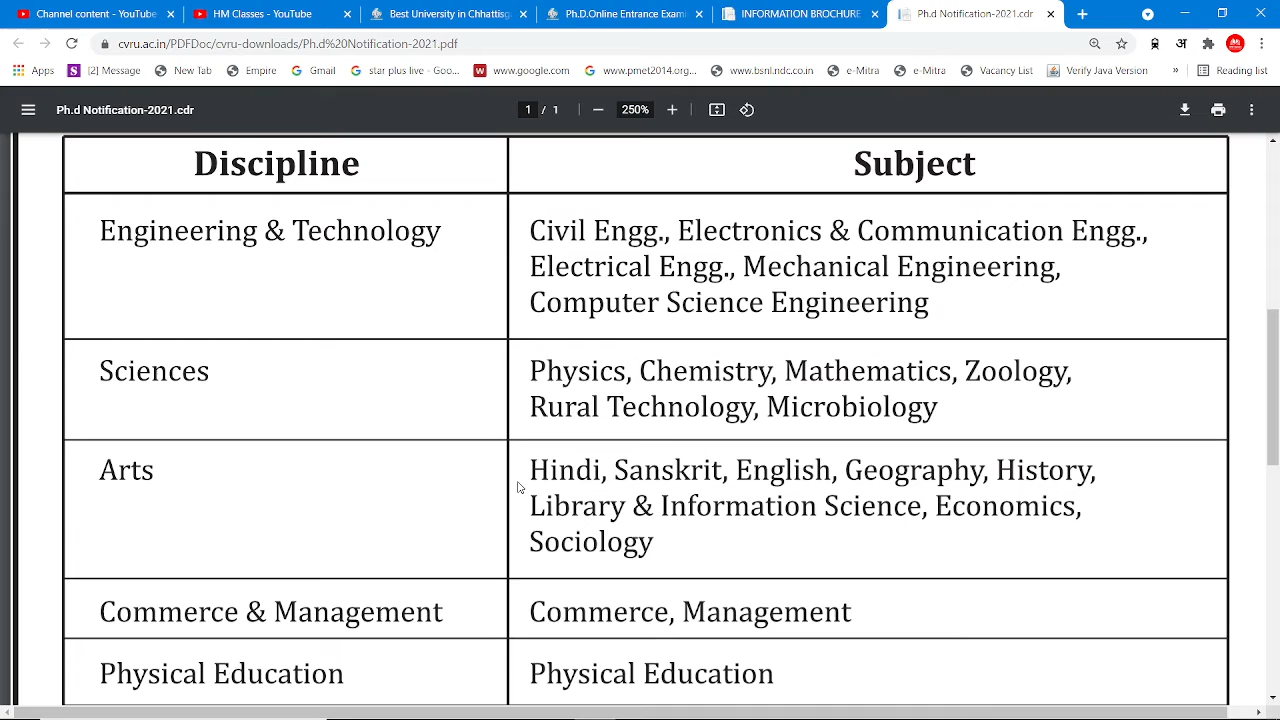 Channel content - YouTube
HM Classes - YouTube
Best University in Chhattisg
Ph.D.Online Entrance Exami
INFORMATION BROCHURE
Ph.d Notification-2021.cdr
cvru.ac.in/PDFDoc/cvru-downloads/Ph.d%20Notification-2021.pdf
अ
Apps
[2] Message
New Tab
Empire
Gmail
star plus live - Goo...
www.google.com
www.pmet2014.org...
www.bsnlindc.co.in
e-Mitra
e-Mitra
Vacancy List
Verify Java Version
»
Reading list
Ph.d Notification-2021.cdr
1 / 1
250%
Discipline
Subject
Engineering & Technology
Civil Engg., Electronics & Communication Engg.,
Electrical Engg., Mechanical Engineering,
Computer Science Engineering
Sciences
Physics, Chemistry, Mathematics, Zoology,
Rural Technology, Microbiology
Arts
Hindi, Sanskrit, English, Geography, History,
Library & Information Science, Economics,
Sociology
Commerce & Management
Commerce, Management
Physical Education
Physical Education